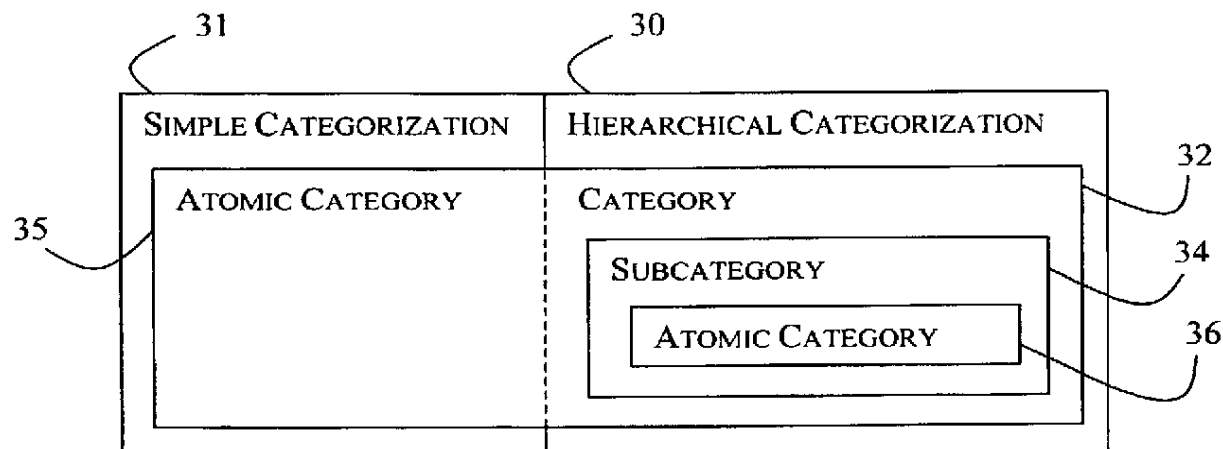 31
30
SIMPLE CATEGORIZATION
HIERARCHICAL CATEGORIZATION
32
ATOMIC CATEGORY
CATEGORY
35
SUBCATEGORY
34
ATOMIC CATEGORY
36